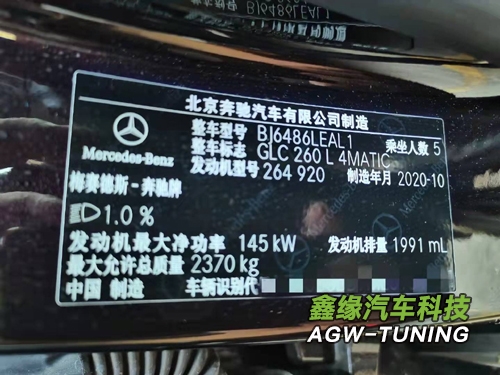 BJ6486LEAL1
北京奔驰汽车有限公司制造
整车型号 BJ6486LEAL1 乘坐人数 5
整车标志 GLC 260 L 4MATIC
发动机型号 264 920 制造年月 2020-10
Mercedes-Benz
梅赛德斯-奔驰牌
1.0 %
发动机最大净功率 145 kW 发动机排量 1991 mL
最大允许总质量 2370 kg
中国 制造 车辆识别代
鑫缘汽车科技
AGW-TUNING